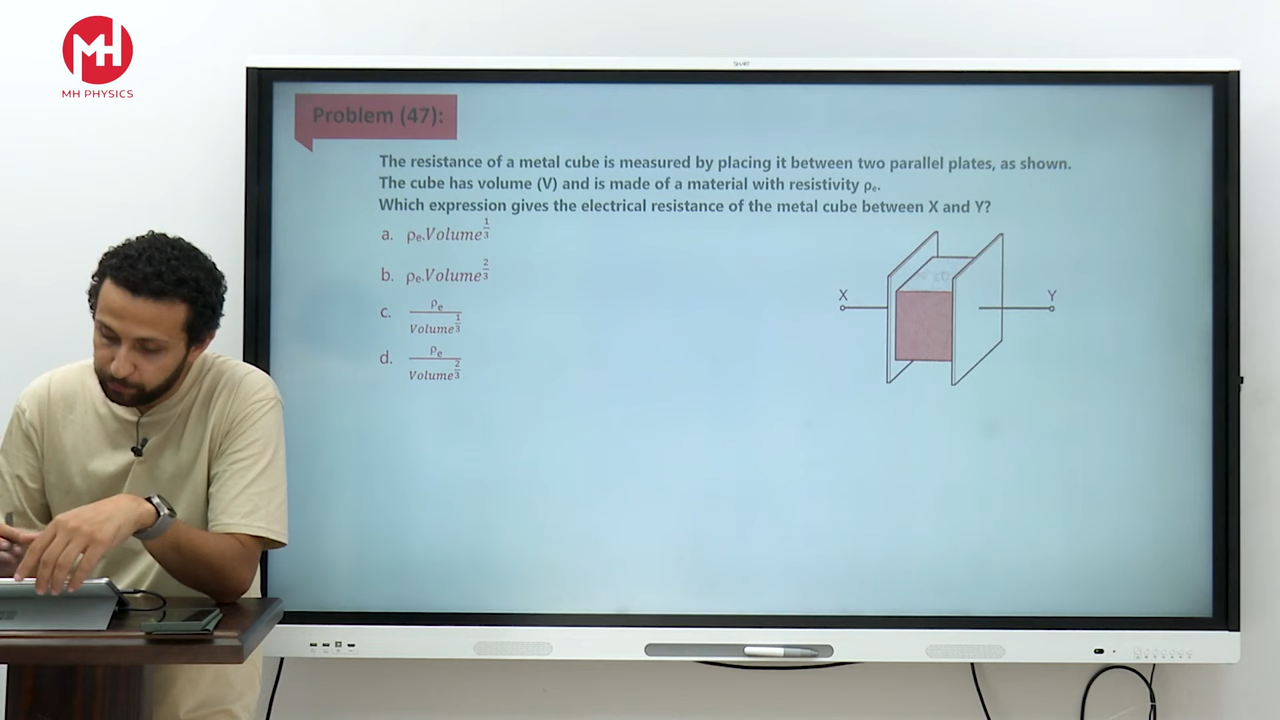 MH
MH PHYSICS
SMART
Problem (47):
The resistance of a metal cube is measured by placing it between two parallel plates, as shown.
The cube has volume (V) and is made of a material with resistivity ρₑ.
Which expression gives the electrical resistance of the metal cube between X and Y?
a. ρₑ.Volume^{1/3}
b. ρₑ.Volume^{2/3}
c. ρₑ / Volume^{1/3}
d. ρₑ / Volume^{2/3}
X
Y